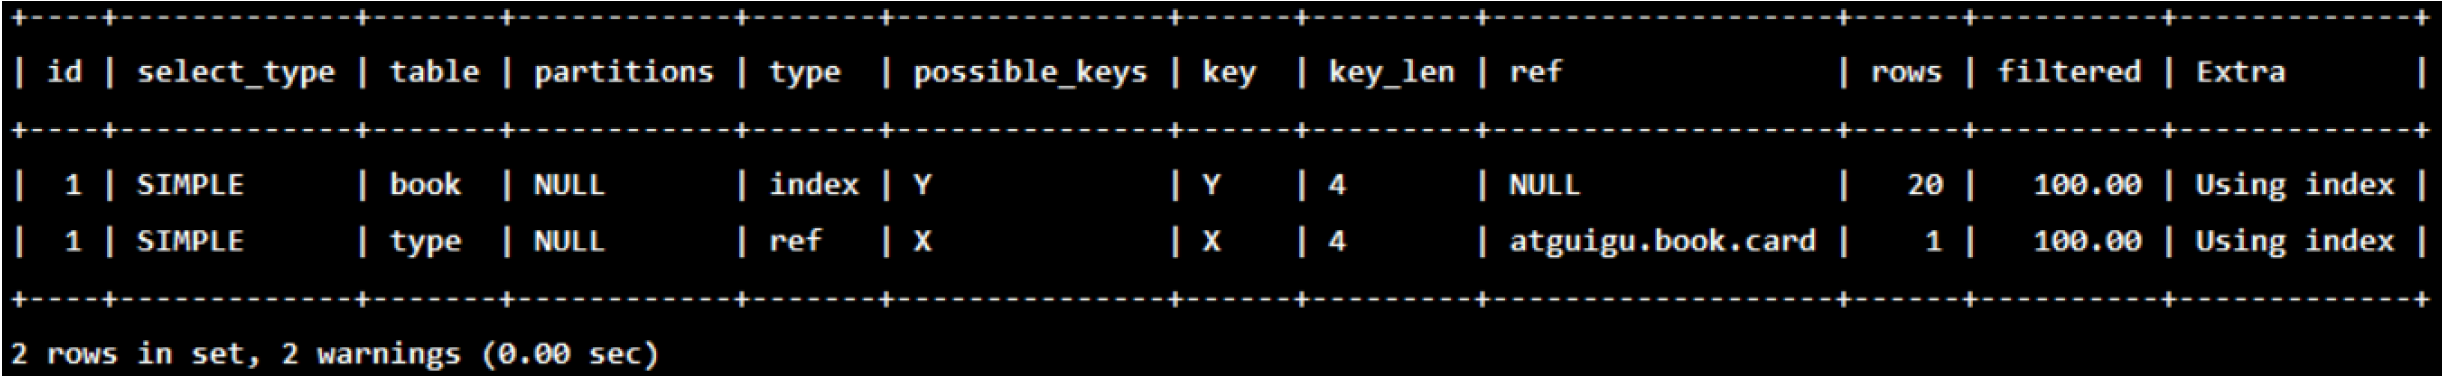 +----+-------------+-------+------------+-------+---------------+------+---------+-------------------+------+----------+-------------+
| id | select_type | table | partitions | type | possible_keys | key | key_len | ref | rows | filtered | Extra |
+----+-------------+-------+------------+-------+---------------+------+---------+-------------------+------+----------+-------------+
| 1 | SIMPLE | book | NULL | index | Y | Y | 4 | NULL | 20 | 100.00 | Using index |
| 1 | SIMPLE | type | NULL | ref | X | X | 4 | atguigu.book.card | 1 | 100.00 | Using index |
+----+-------------+-------+------------+-------+---------------+------+---------+-------------------+------+----------+-------------+
2 rows in set, 2 warnings (0.00 sec)